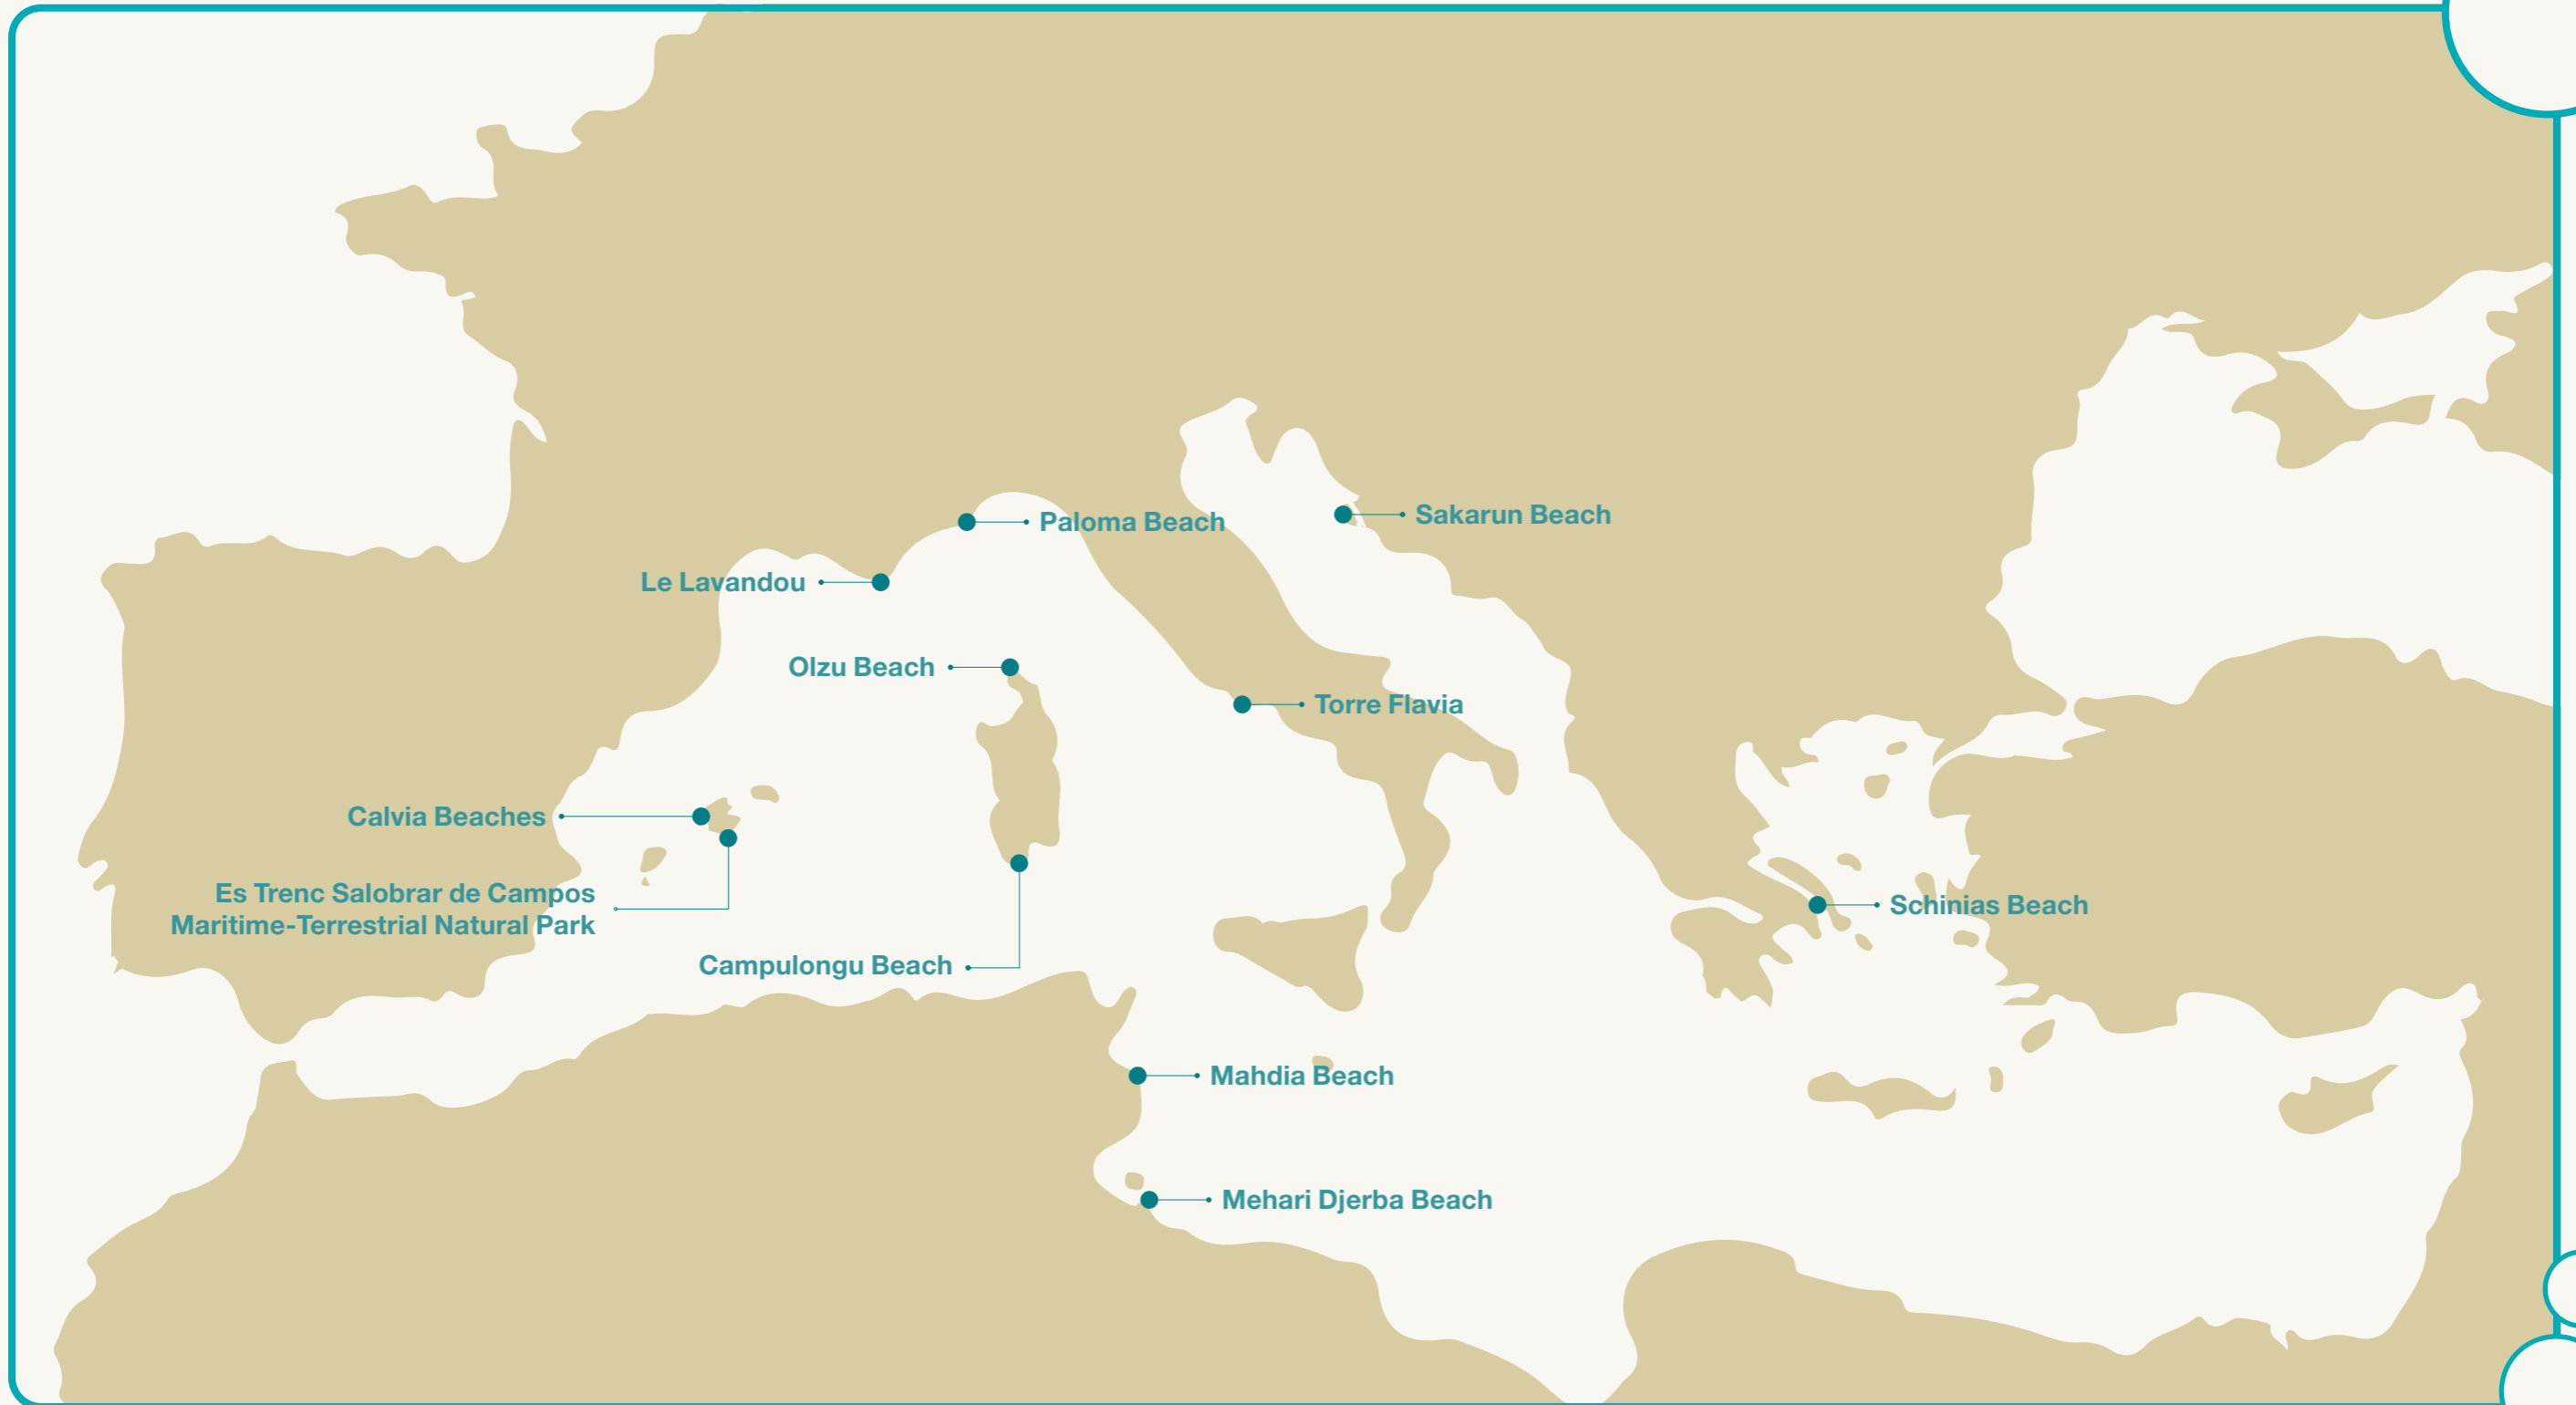 Sakarun Beach
Paloma Beach
Le Lavandou
Olzu Beach
Torre Flavia
Calvia Beaches
Es Trenc Salobrar de Campos
Maritime-Terrestrial Natural Park
Schinias Beach
Campulongu Beach
Mahdia Beach
Mehari Djerba Beach